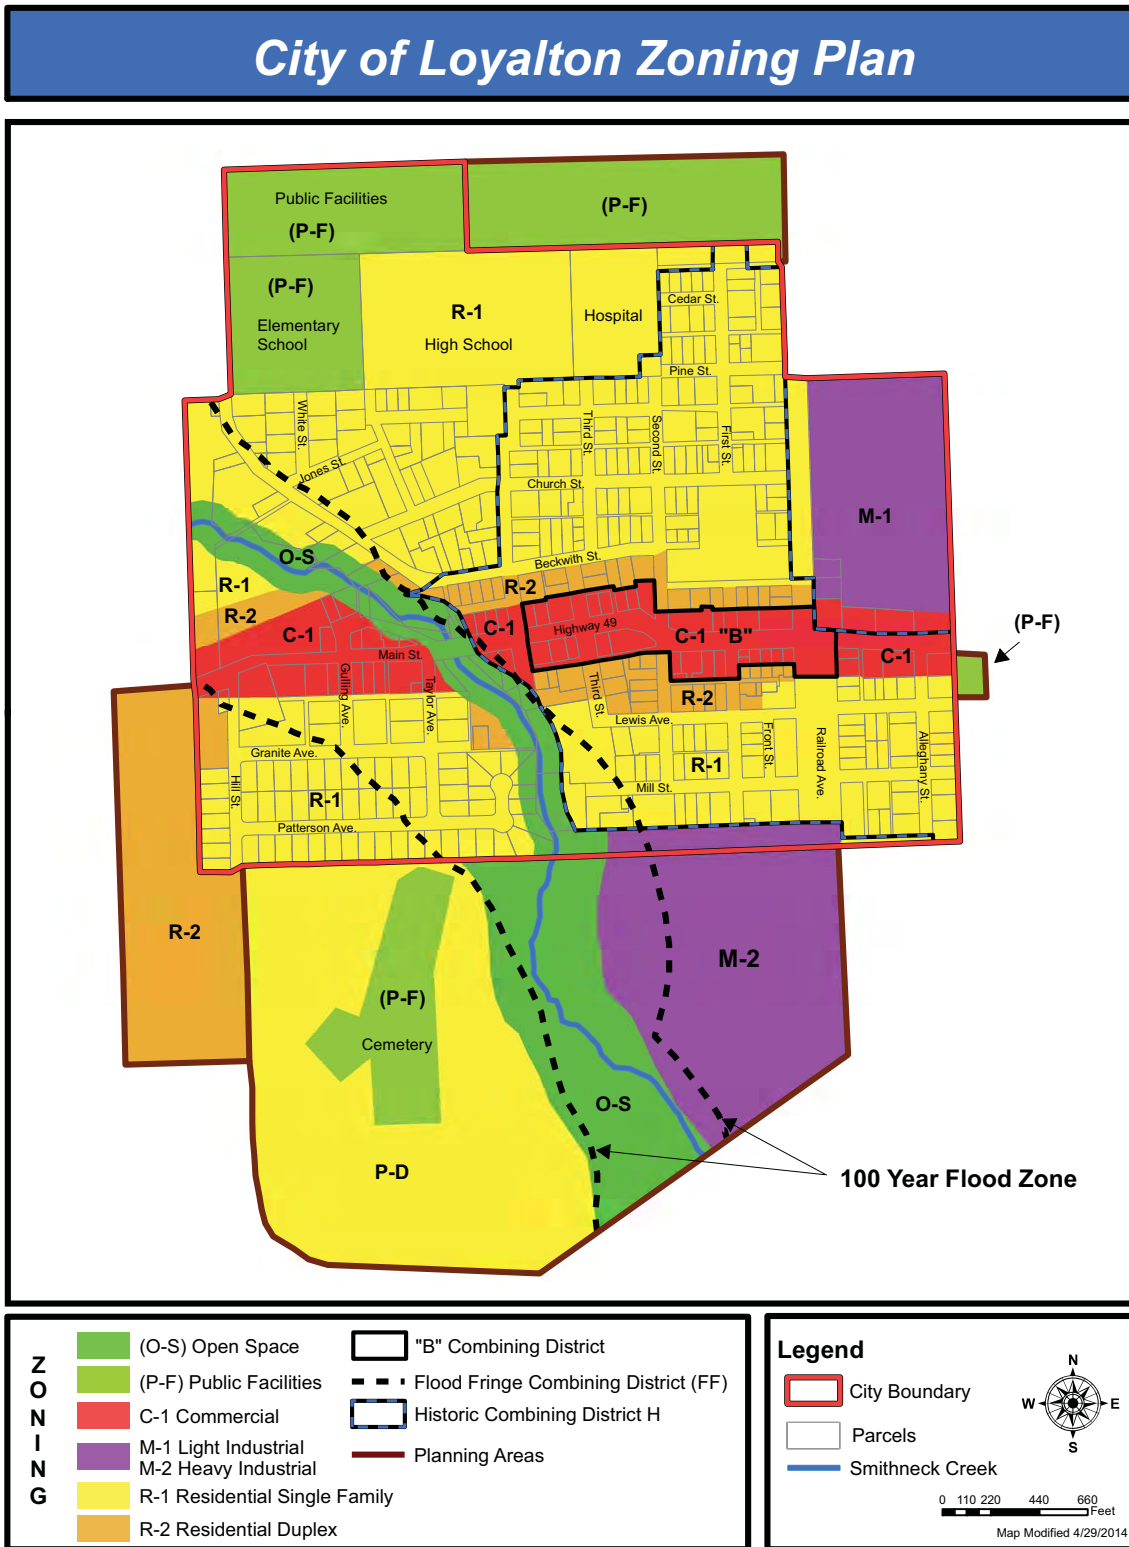 City of Loyalton Zoning Plan
Public Facilities
(P-F)
(P-F)
(P-F)
Elementary
School
R-1
High School
Hospital
Cedar St.
Pine St.
White St.
Third St.
Second St.
First St.
Jones St.
Church St.
M-1
O-S
Beckwith St.
R-1
R-2
R-2
C-1
C-1
Highway 49
C-1 "B"
(P-F)
Main St.
C-1
Gulling Ave.
Taylor Ave.
Third St.
R-2
Lewis Ave.
Granite Ave.
Front St.
Railroad Ave.
Alleghany St.
R-1
Hill St.
Mill St.
R-1
Patterson Ave.
R-2
M-2
(P-F)
Cemetery
O-S
P-D
100 Year Flood Zone
ZONING
(O-S) Open Space
(P-F) Public Facilities
C-1 Commercial
M-1 Light Industrial
M-2 Heavy Industrial
R-1 Residential Single Family
R-2 Residential Duplex
"B" Combining District
Flood Fringe Combining District (FF)
Historic Combining District H
Planning Areas
Legend
City Boundary
Parcels
Smithneck Creek
N
W
E
S
0 110 220 440 660
Feet
Map Modified 4/29/2014